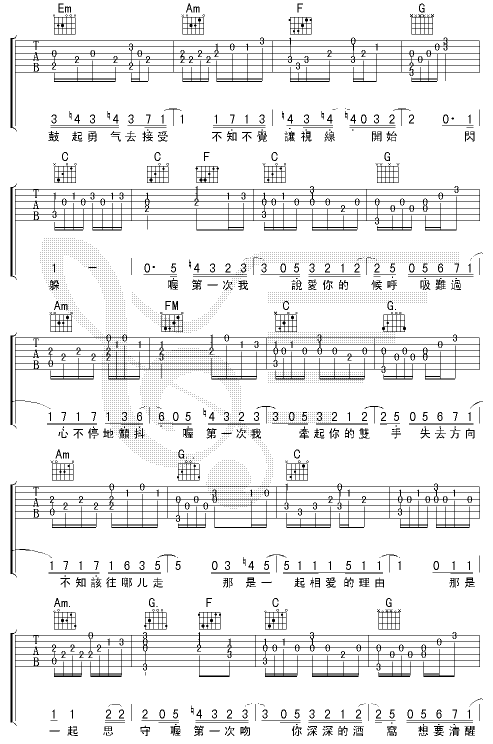 Em Am F G
T A B
3 ♮4 3 ♮4 3 7 1 1 1 7 1 3 ♮4 3 4 ♮4 0 3 2 2 0· 1
鼓起勇气去接受 不知不覺 讓視線 開始 閃
C C F C G
T A B
1 — 0· 5 ♮4 3 2 3 3 0 5 3 2 1 2 2 5 0 5 6 7 1
躲 喔第一次我 說愛你的 候呼 吸難過
Am FM C G.
T A B
1 7 1 7 1 3 6 6 0 5 ♮4 3 2 3 3 0 5 3 2 1 2 2 5 0 5 6 7 1
心不停地顫抖 喔第一次我 牽起你的雙 手 失去方向
Am G. C
T A B
1 7 1 7 1 6 5 5 0 3 ♮4 5 5 1 1 7 1 7 5 1 1 1 0 1 1
不知該往哪儿走 那是一 起相愛的理由 那是
Am. G. F C G
T A B
1 1 2 2 2 0 5 ♮4 3 2 3 3 0 5 3 2 1 2 2 5 0 5 6 7 1
一起 思 守喔第一次吻 你深深的酒 窩 想要清醒